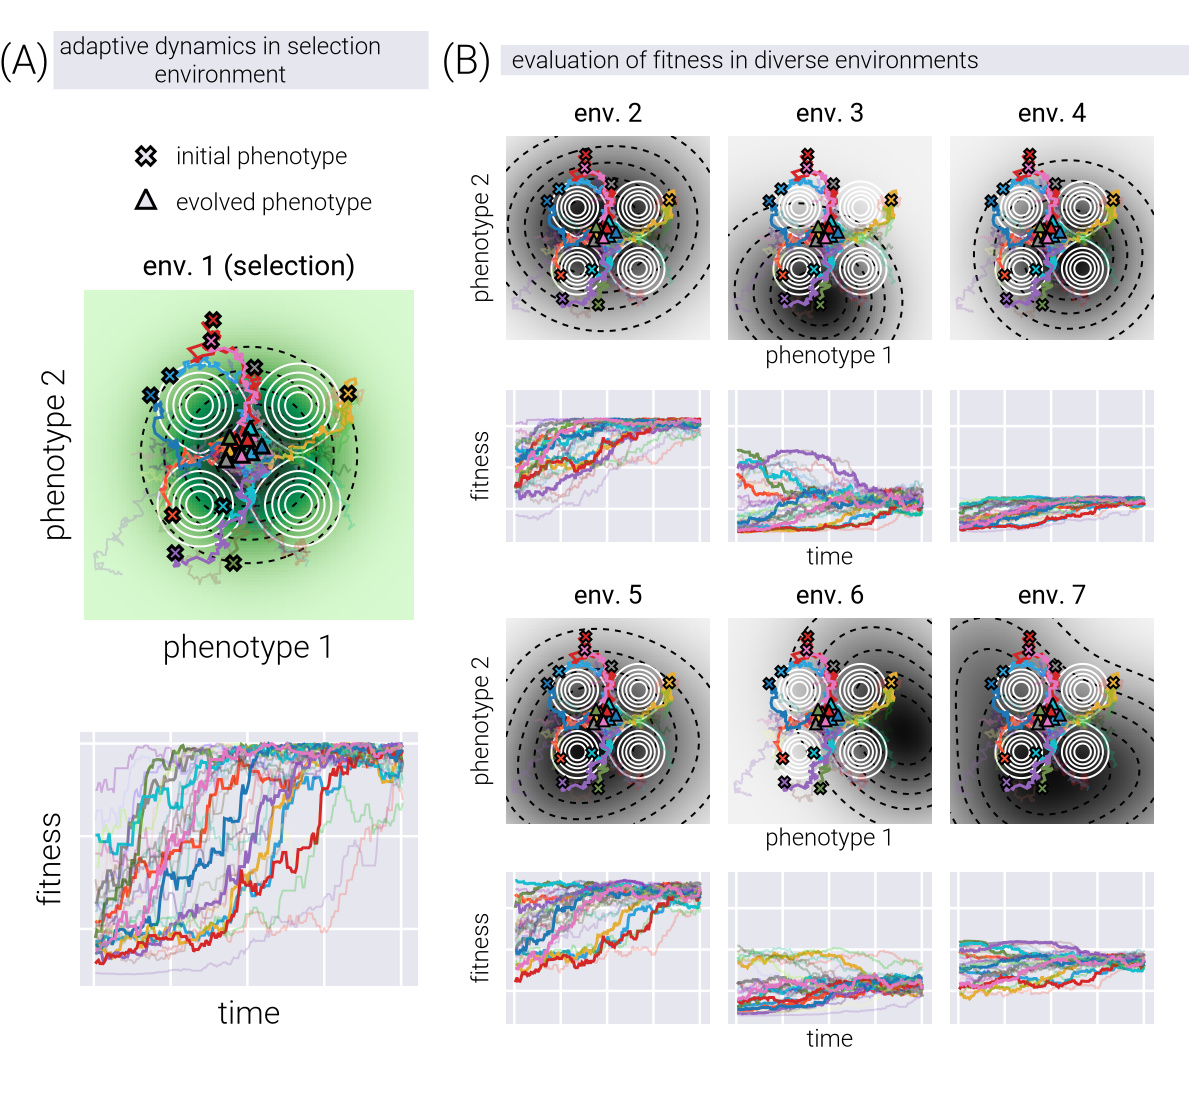 (A)
adaptive dynamics in selection
environment
initial phenotype
evolved phenotype
env. 1 (selection)
phenotype 2
phenotype 1
fitness
time
(B)
evaluation of fitness in diverse environments
env. 2
env. 3
env. 4
phenotype 2
phenotype 1
fitness
time
env. 5
env. 6
env. 7
phenotype 2
phenotype 1
fitness
time